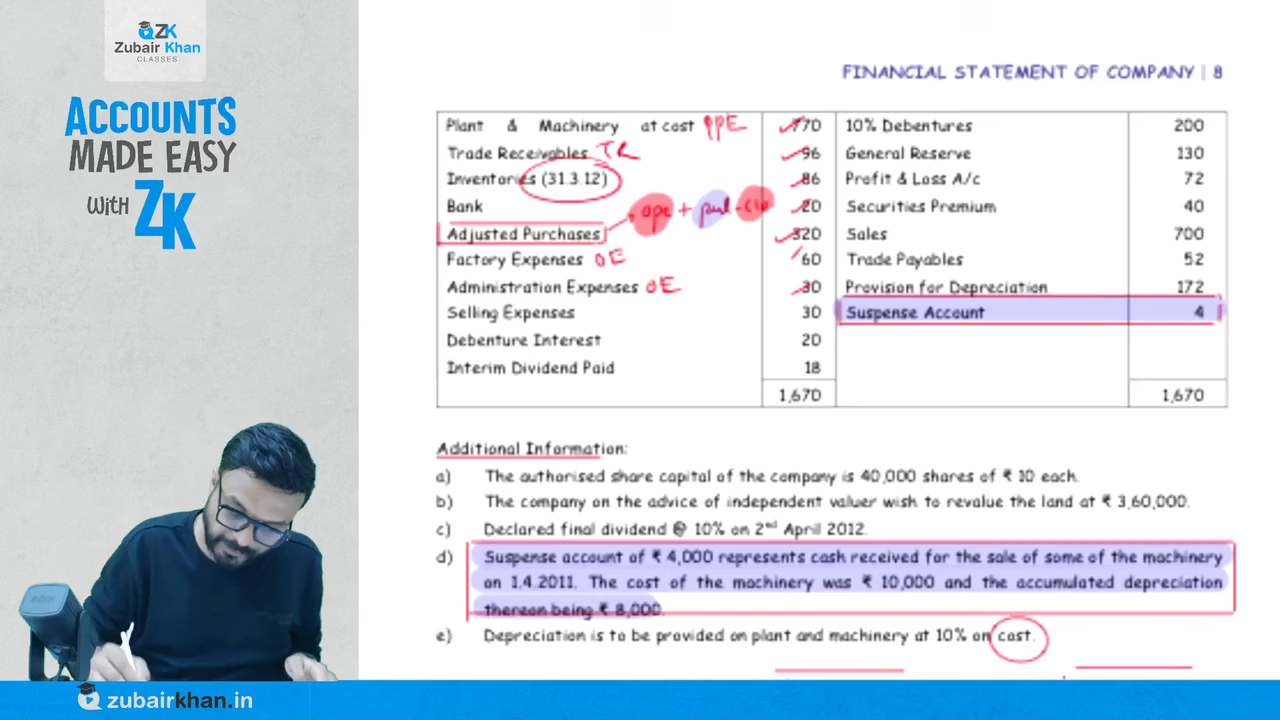 ZK
Zubair Khan
CLASSES
ACCOUNTS
MADE EASY
WITH ZK
FINANCIAL STATEMENT OF COMPANY | 8
Plant & Machinery at cost PPE 770 10% Debentures 200
Trade Receivables TR 96 General Reserve 130
Inventories (31.3.12) 86 Profit & Loss A/c 72
Bank 20 Securities Premium 40
ope + pur - clo
Adjusted Purchases 320 Sales 700
Factory Expenses OE 60 Trade Payables 52
Administration Expenses OE 30 Provision for Depreciation 172
Selling Expenses 30 Suspense Account 4
Debenture Interest 20
Interim Dividend Paid 18
1,670 1,670
Additional Information:
a) The authorised share capital of the company is 40,000 shares of ₹ 10 each.
b) The company on the advice of independent valuer wish to revalue the land at ₹ 3,60,000.
c) Declared final dividend @ 10% on 2nd April 2012.
d) Suspense account of ₹ 4,000 represents cash received for the sale of some of the machinery
on 1.4.2011. The cost of the machinery was ₹ 10,000 and the accumulated depreciation
thereon being ₹ 8,000.
e) Depreciation is to be provided on plant and machinery at 10% on cost.
zubairkhan.in